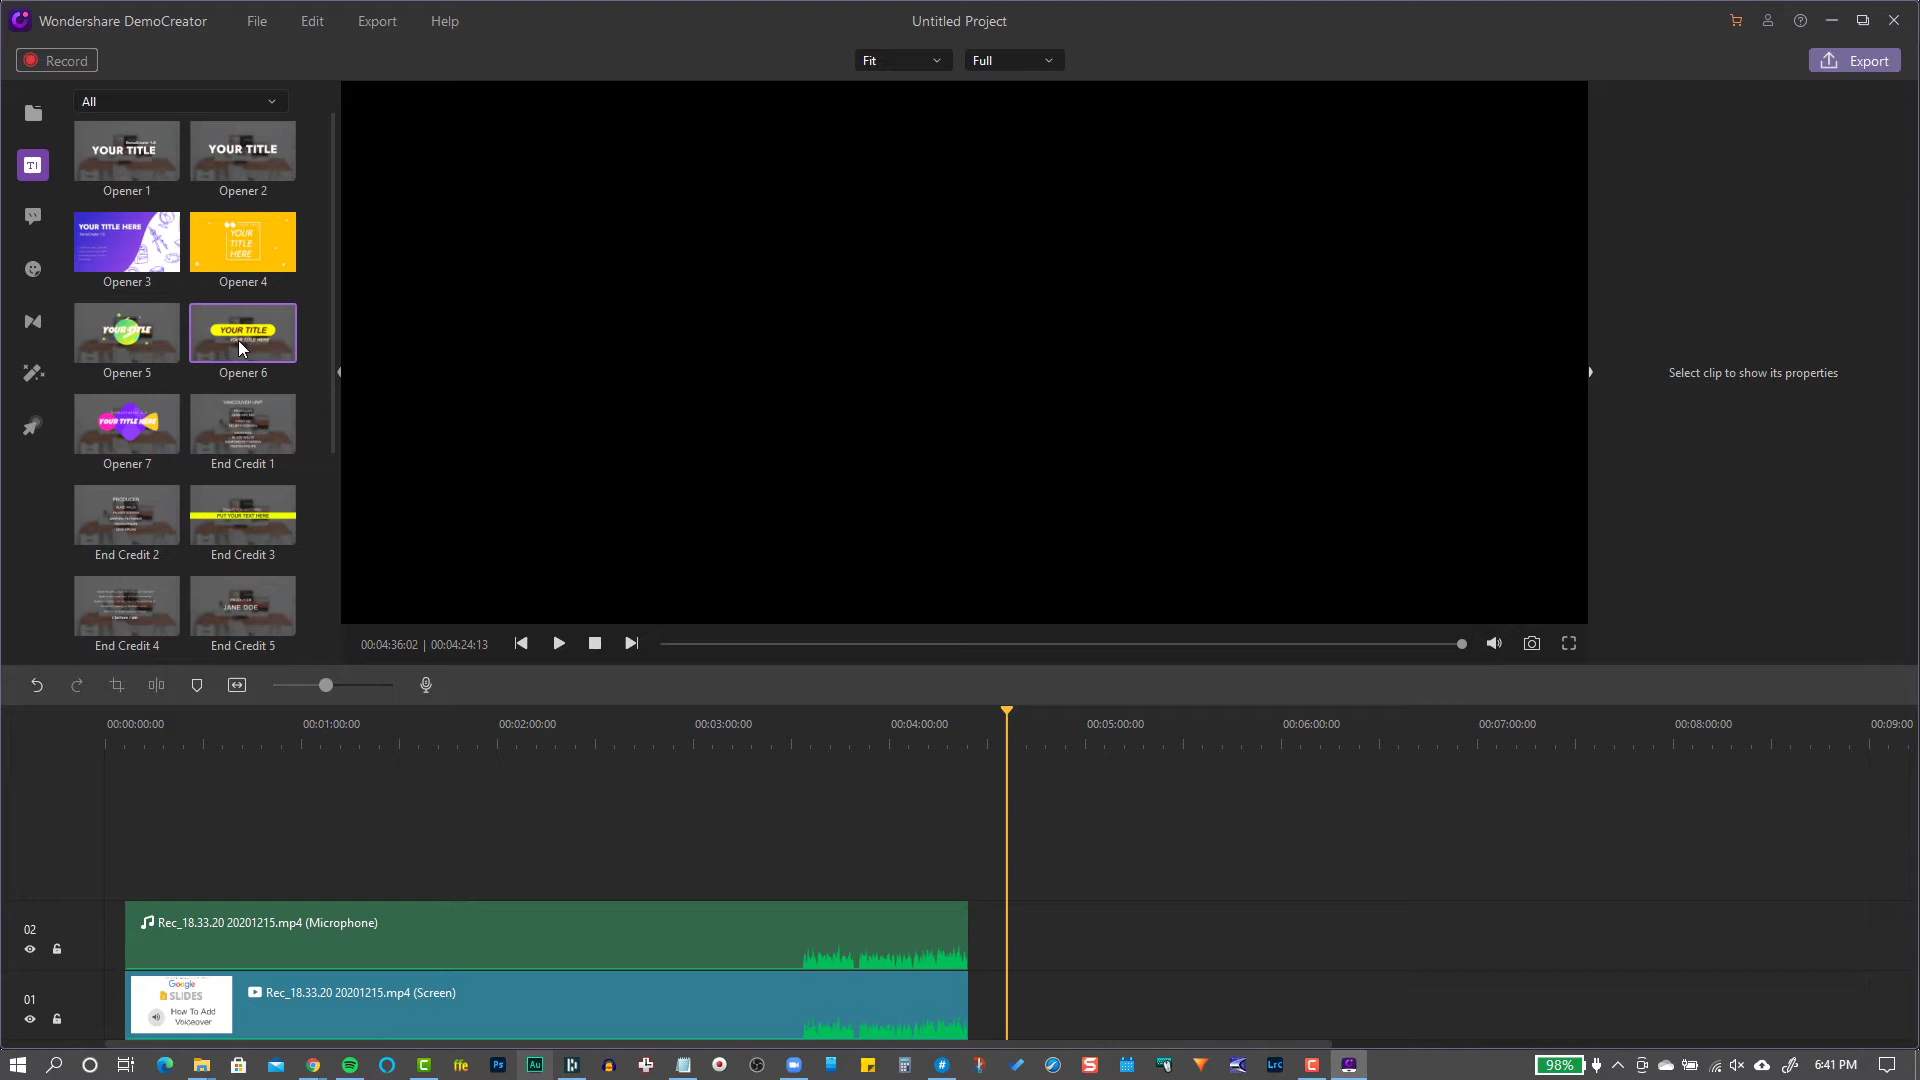 Wondershare DemoCreator File Edit Export Help Untitled Project
Record Fit Full Export
All
YOUR TITLE YOUR TITLE
Opener 1 Opener 2
YOUR TITLE HERE YOUR TITLE HERE
Opener 3 Opener 4
YOUR TITLE YOUR TITLE
YOUR TITLE HERE
Opener 5 Opener 6
Select clip to show its properties
YOUR TITLE HERE
Opener 7 End Credit 1
PRODUCER PUT YOUR TEXT HERE
End Credit 2 End Credit 3
PRODUCER
JANE DOE
End Credit 4 End Credit 5
00:04:36:02 | 00:04:24:13
00:00:00:00 00:01:00:00 00:02:00:00 00:03:00:00 00:04:00:00 00:05:00:00 00:06:00:00 00:07:00:00 00:08:00:00 00:09:00
02 Rec_18.33.20 20201215.mp4 (Microphone)
01 Rec_18.33.20 20201215.mp4 (Screen)
Google
SLIDES
How To Add
Voiceover
ffe Ps Au Lrc 98% 6:41 PM